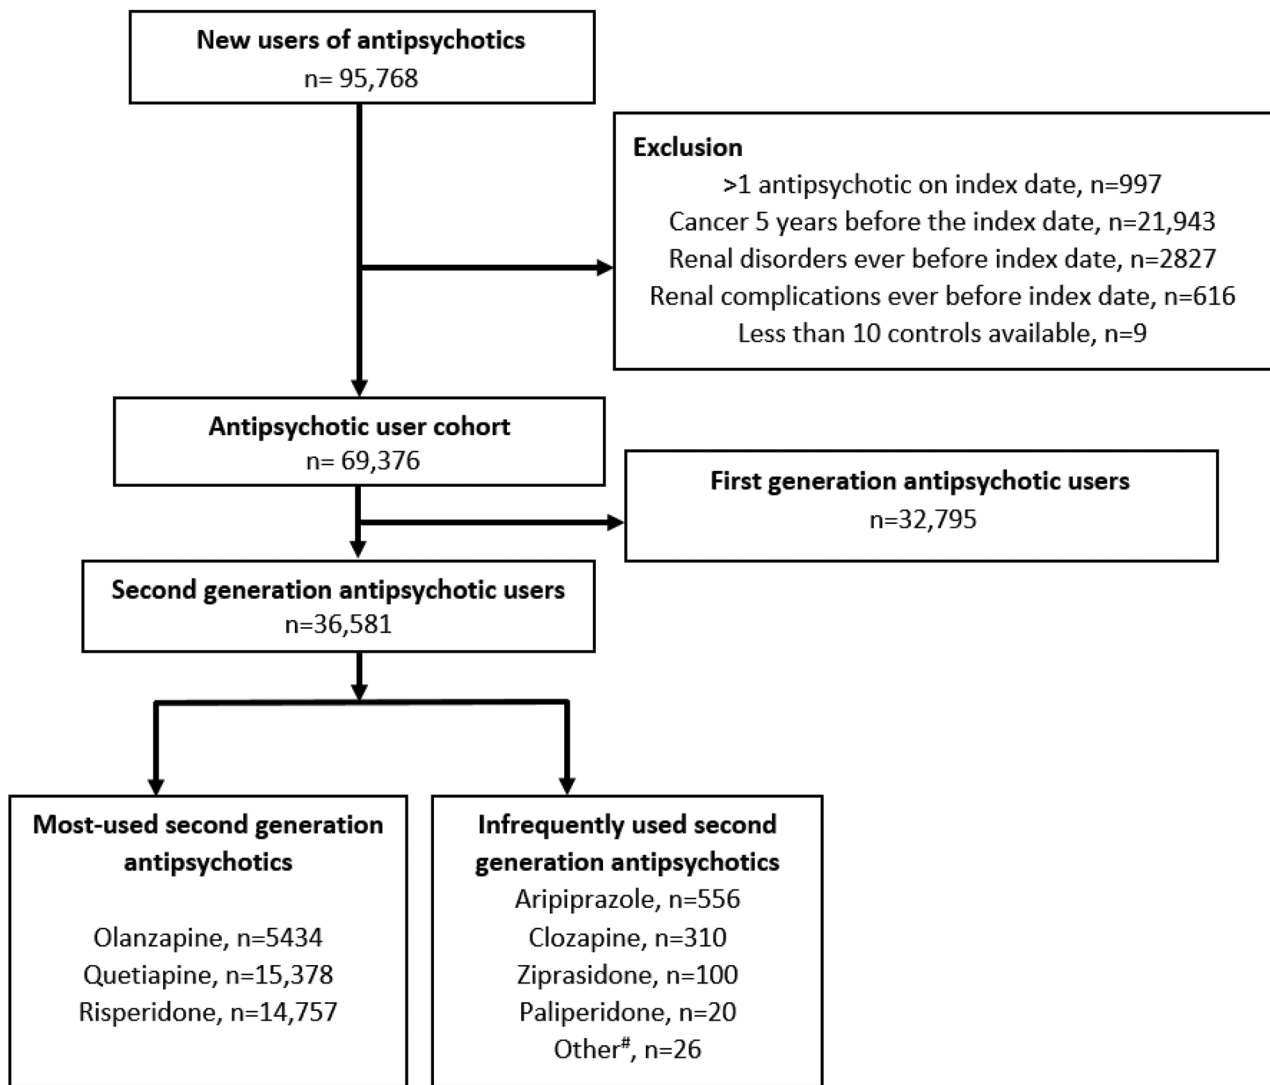 New users of antipsychotics
n= 95,768
Exclusion
>1 antipsychotic on index date, n=997
Cancer 5 years before the index date, n=21,943
Renal disorders ever before index date, n=2827
Renal complications ever before index date, n=616
Less than 10 controls available, n=9
Antipsychotic user cohort
n= 69,376
First generation antipsychotic users
n=32,795
Second generation antipsychotic users
n=36,581
Most-used second generation
antipsychotics
Olanzapine, n=5434
Quetiapine, n=15,378
Risperidone, n=14,757
Infrequently used second
generation antipsychotics
Aripiprazole, n=556
Clozapine, n=310
Ziprasidone, n=100
Paliperidone, n=20
Other#, n=26